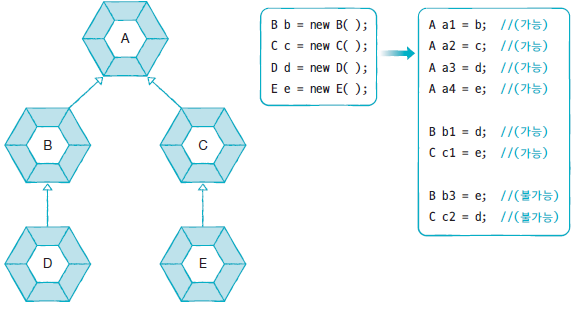 A
B
C
D
E
B b = new B( );
C c = new C( );
D d = new D( );
E e = new E( );
A a1 = b; //(가능)
A a2 = c; //(가능)
A a3 = d; //(가능)
A a4 = e; //(가능)
B b1 = d; //(가능)
C c1 = e; //(가능)
B b3 = e; //(불가능)
C c2 = d; //(불가능)